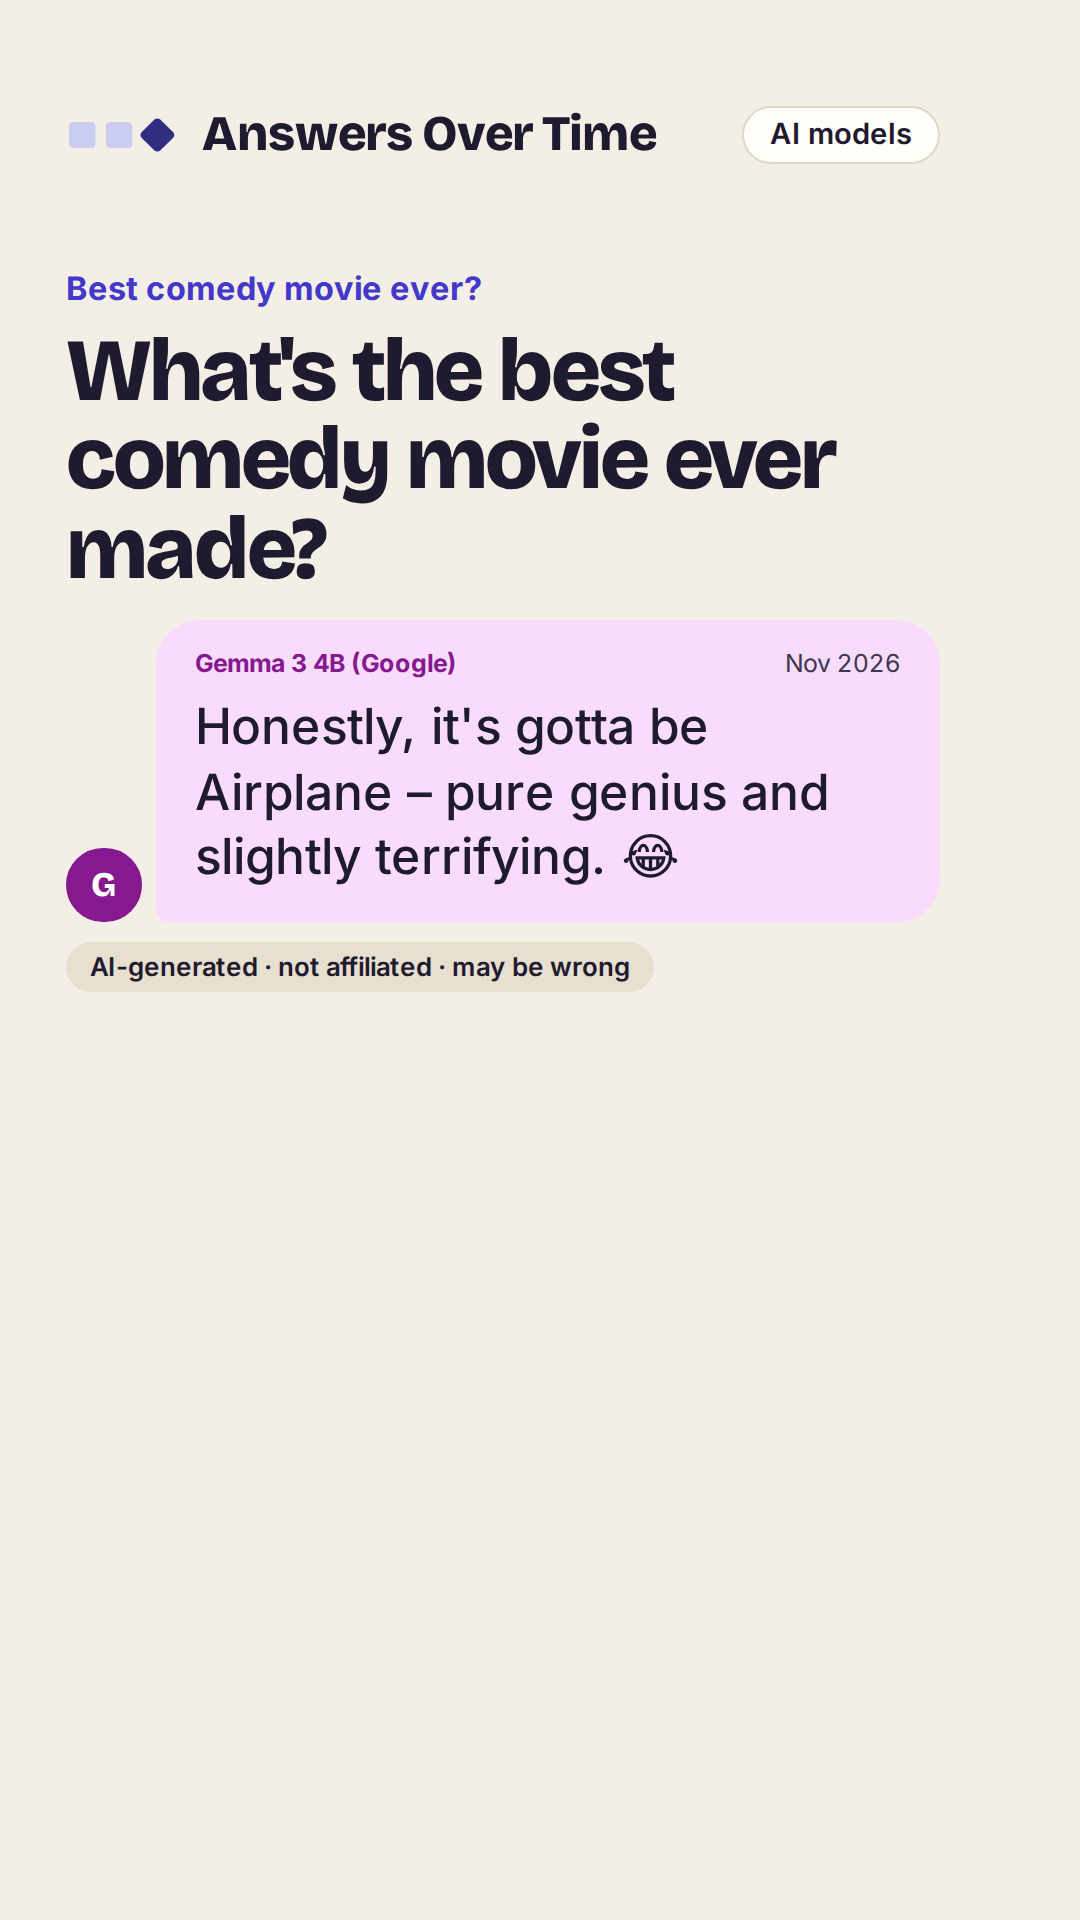 Answers Over Time
AI models
Best comedy movie ever?
What's the best
comedy movie ever
made?
Gemma 3 4B (Google)
Nov 2026
Honestly, it's gotta be
Airplane – pure genius and
slightly terrifying. 😂
G
AI-generated · not affiliated · may be wrong